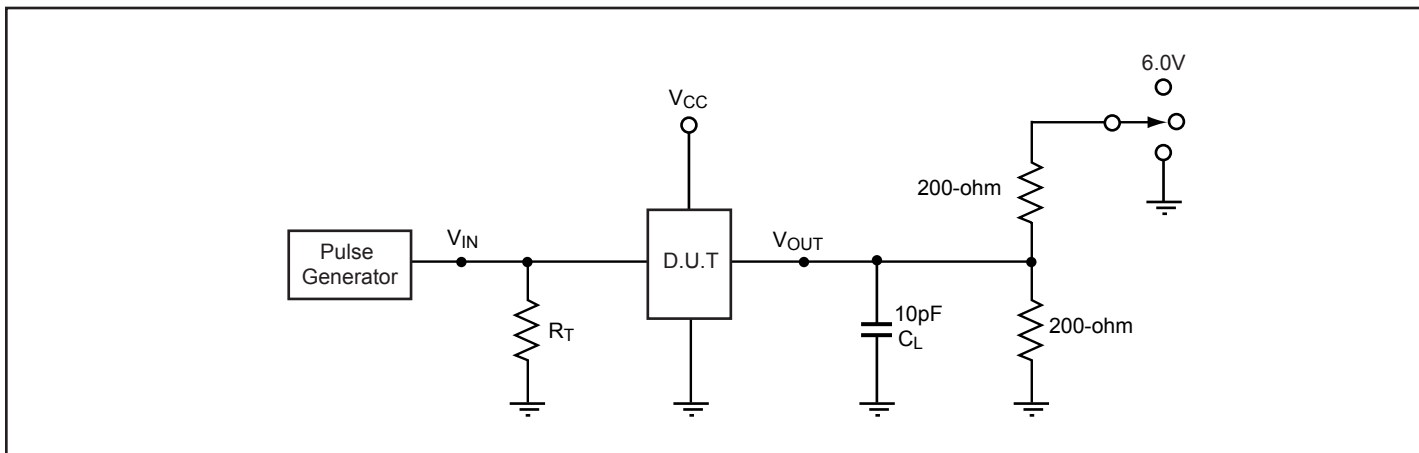 6.0V
VCC
200-ohm
Pulse
Generator
VIN
D.U.T
VOUT
RT
10pF
CL
200-ohm